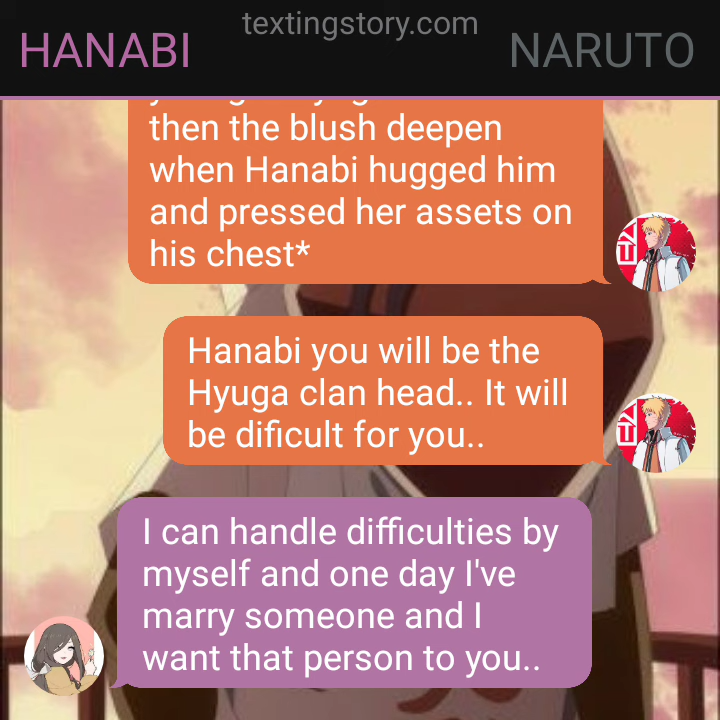 textingstory.com
HANABI
NARUTO
then the blush deepen
when Hanabi hugged him
and pressed her assets on
his chest*
Hanabi you will be the
Hyuga clan head.. It will
be dificult for you..
I can handle difficulties by
myself and one day I've
marry someone and I
want that person to you..